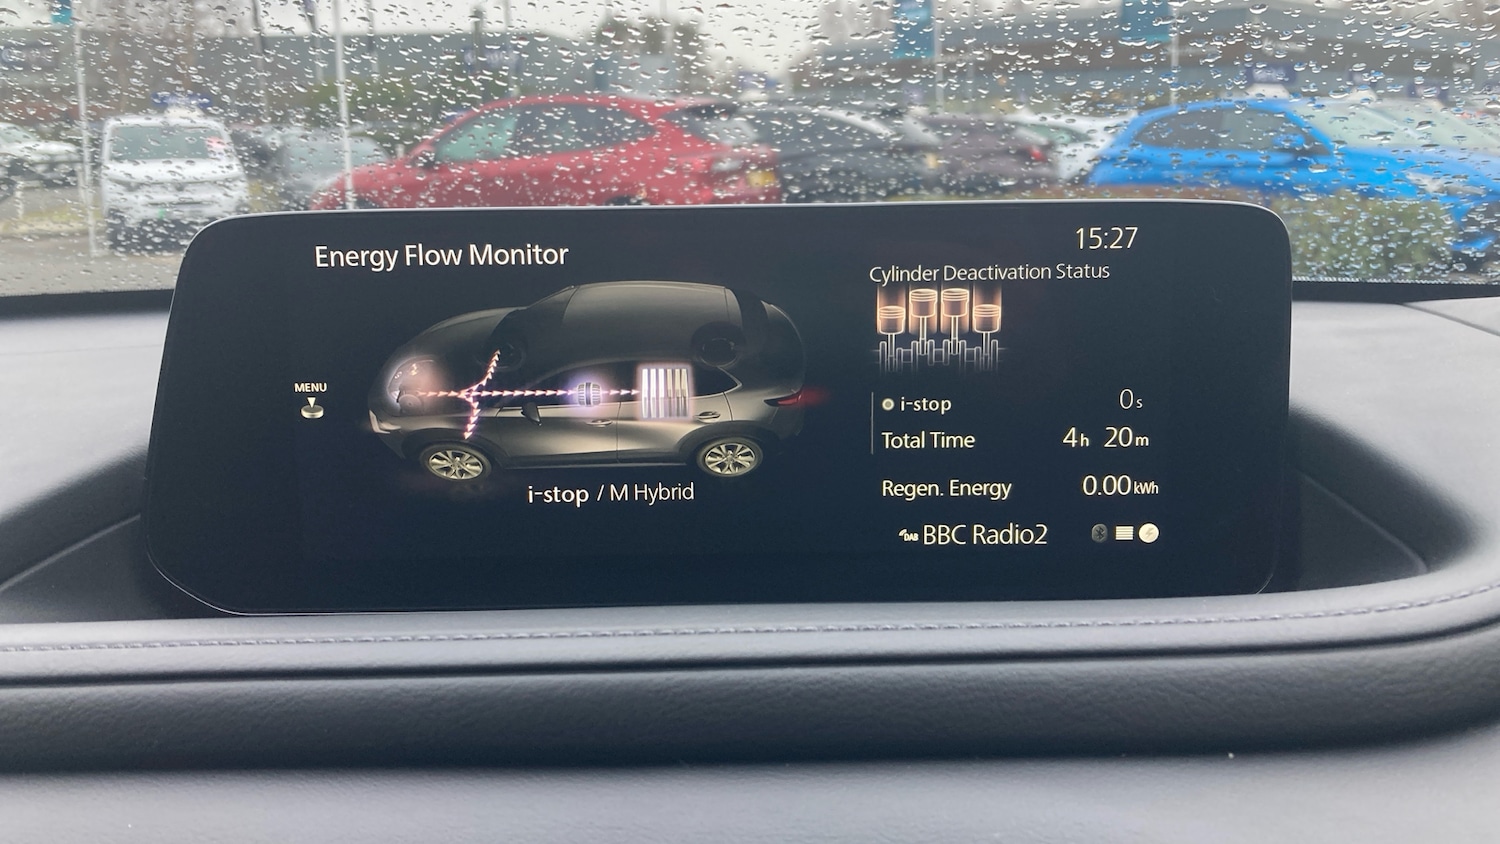 Energy Flow Monitor
15:27
Cylinder Deactivation Status
MENU
i-stop 0s
Total Time 4h 20m
Regen. Energy 0.00kWh
i-stop / M Hybrid
DAB BBC Radio2